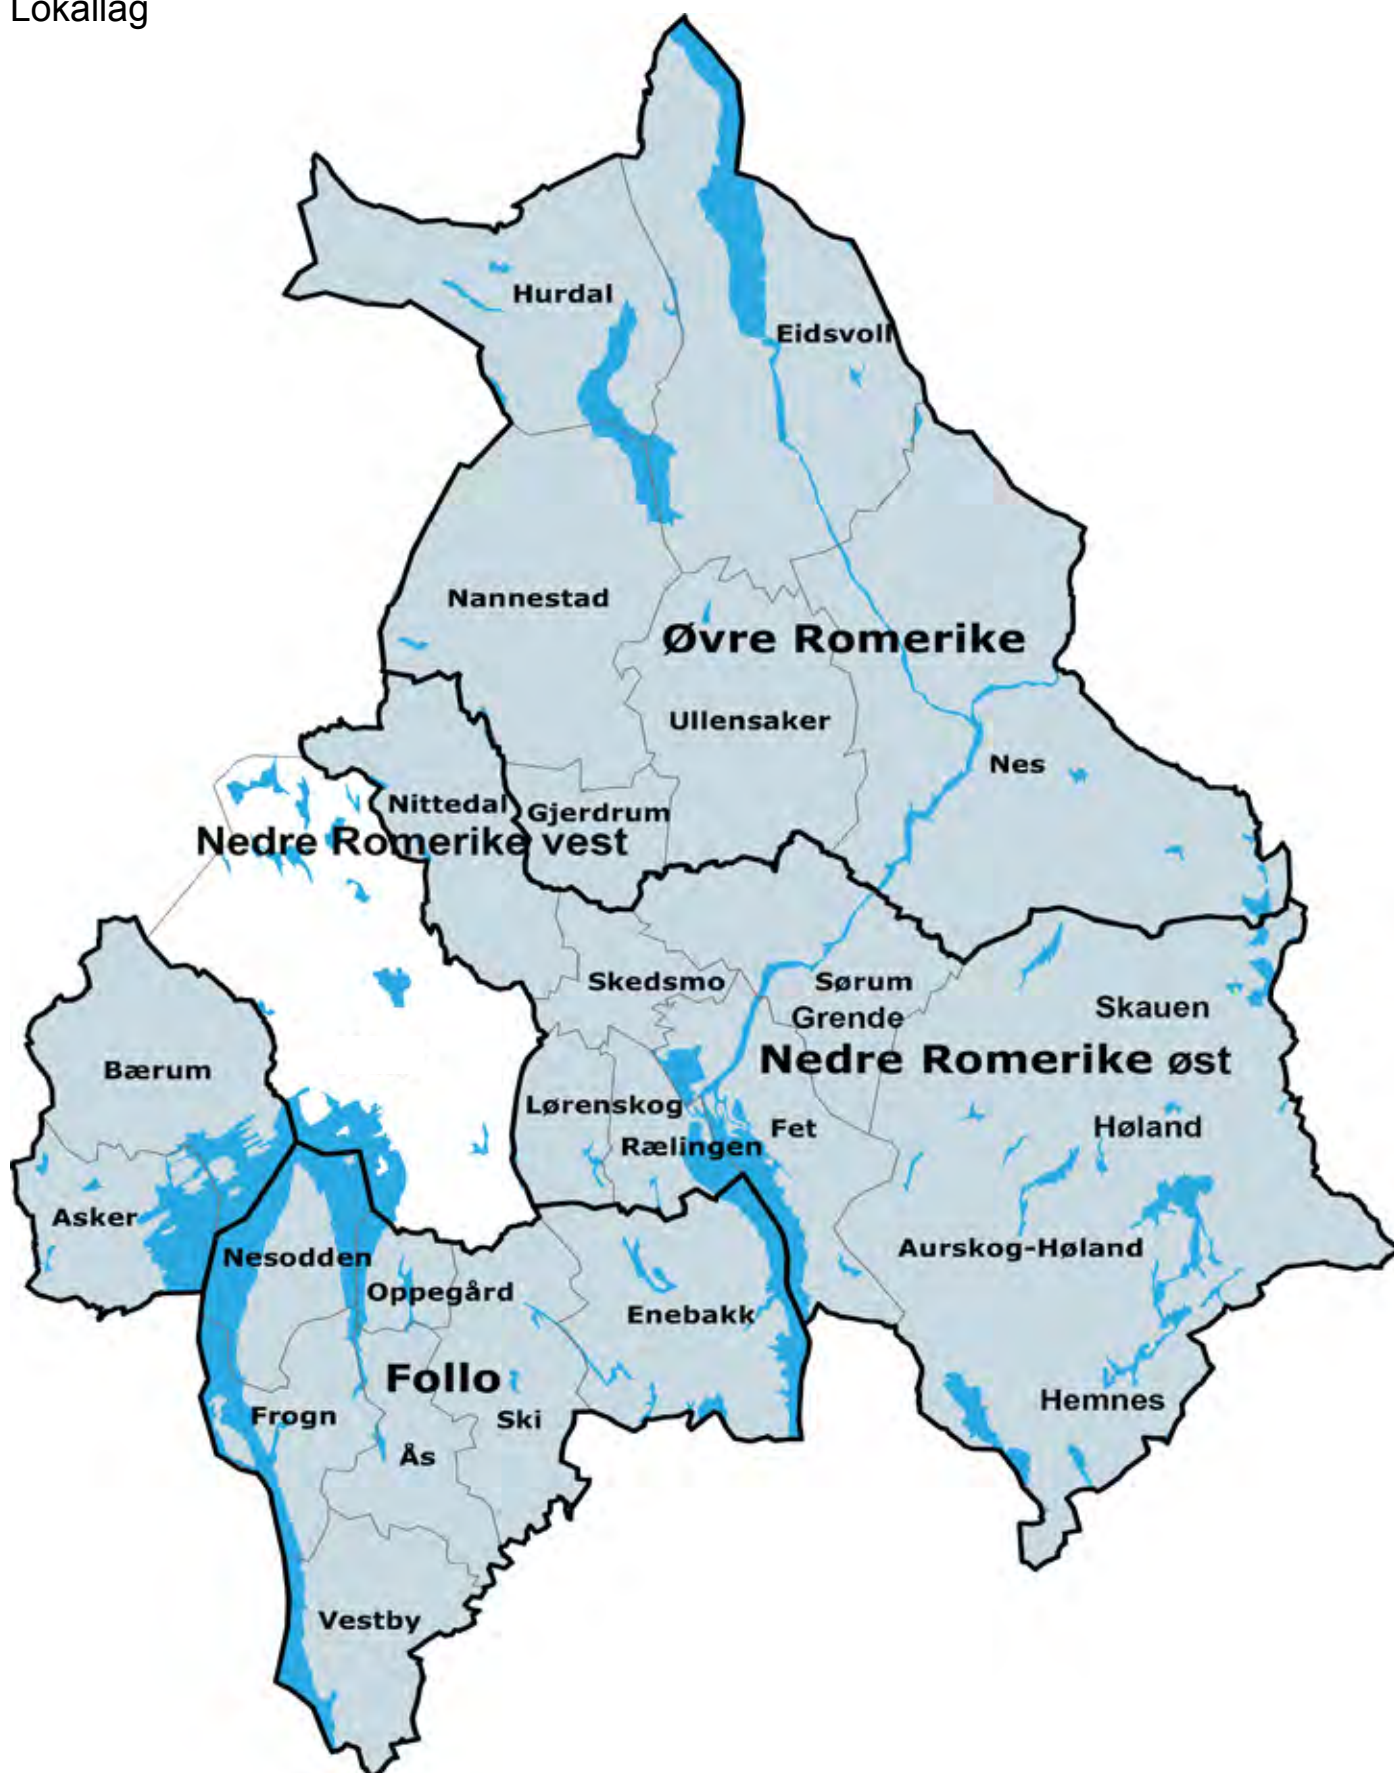 Lokallag
Hurdal
Eidsvoll
Nannestad
Øvre Romerike
Ullensaker
Nes
Nittedal
Gjerdrum
Nedre Romerike vest
Skedsmo
Sørum
Skauen
Grende
Nedre Romerike øst
Bærum
Lørenskog
Høland
Fet
Rælingen
Asker
Nesodden
Aurskog-Høland
Oppegård
Enebakk
Follo
Hemnes
Frogn
Ski
Ås
Vestby